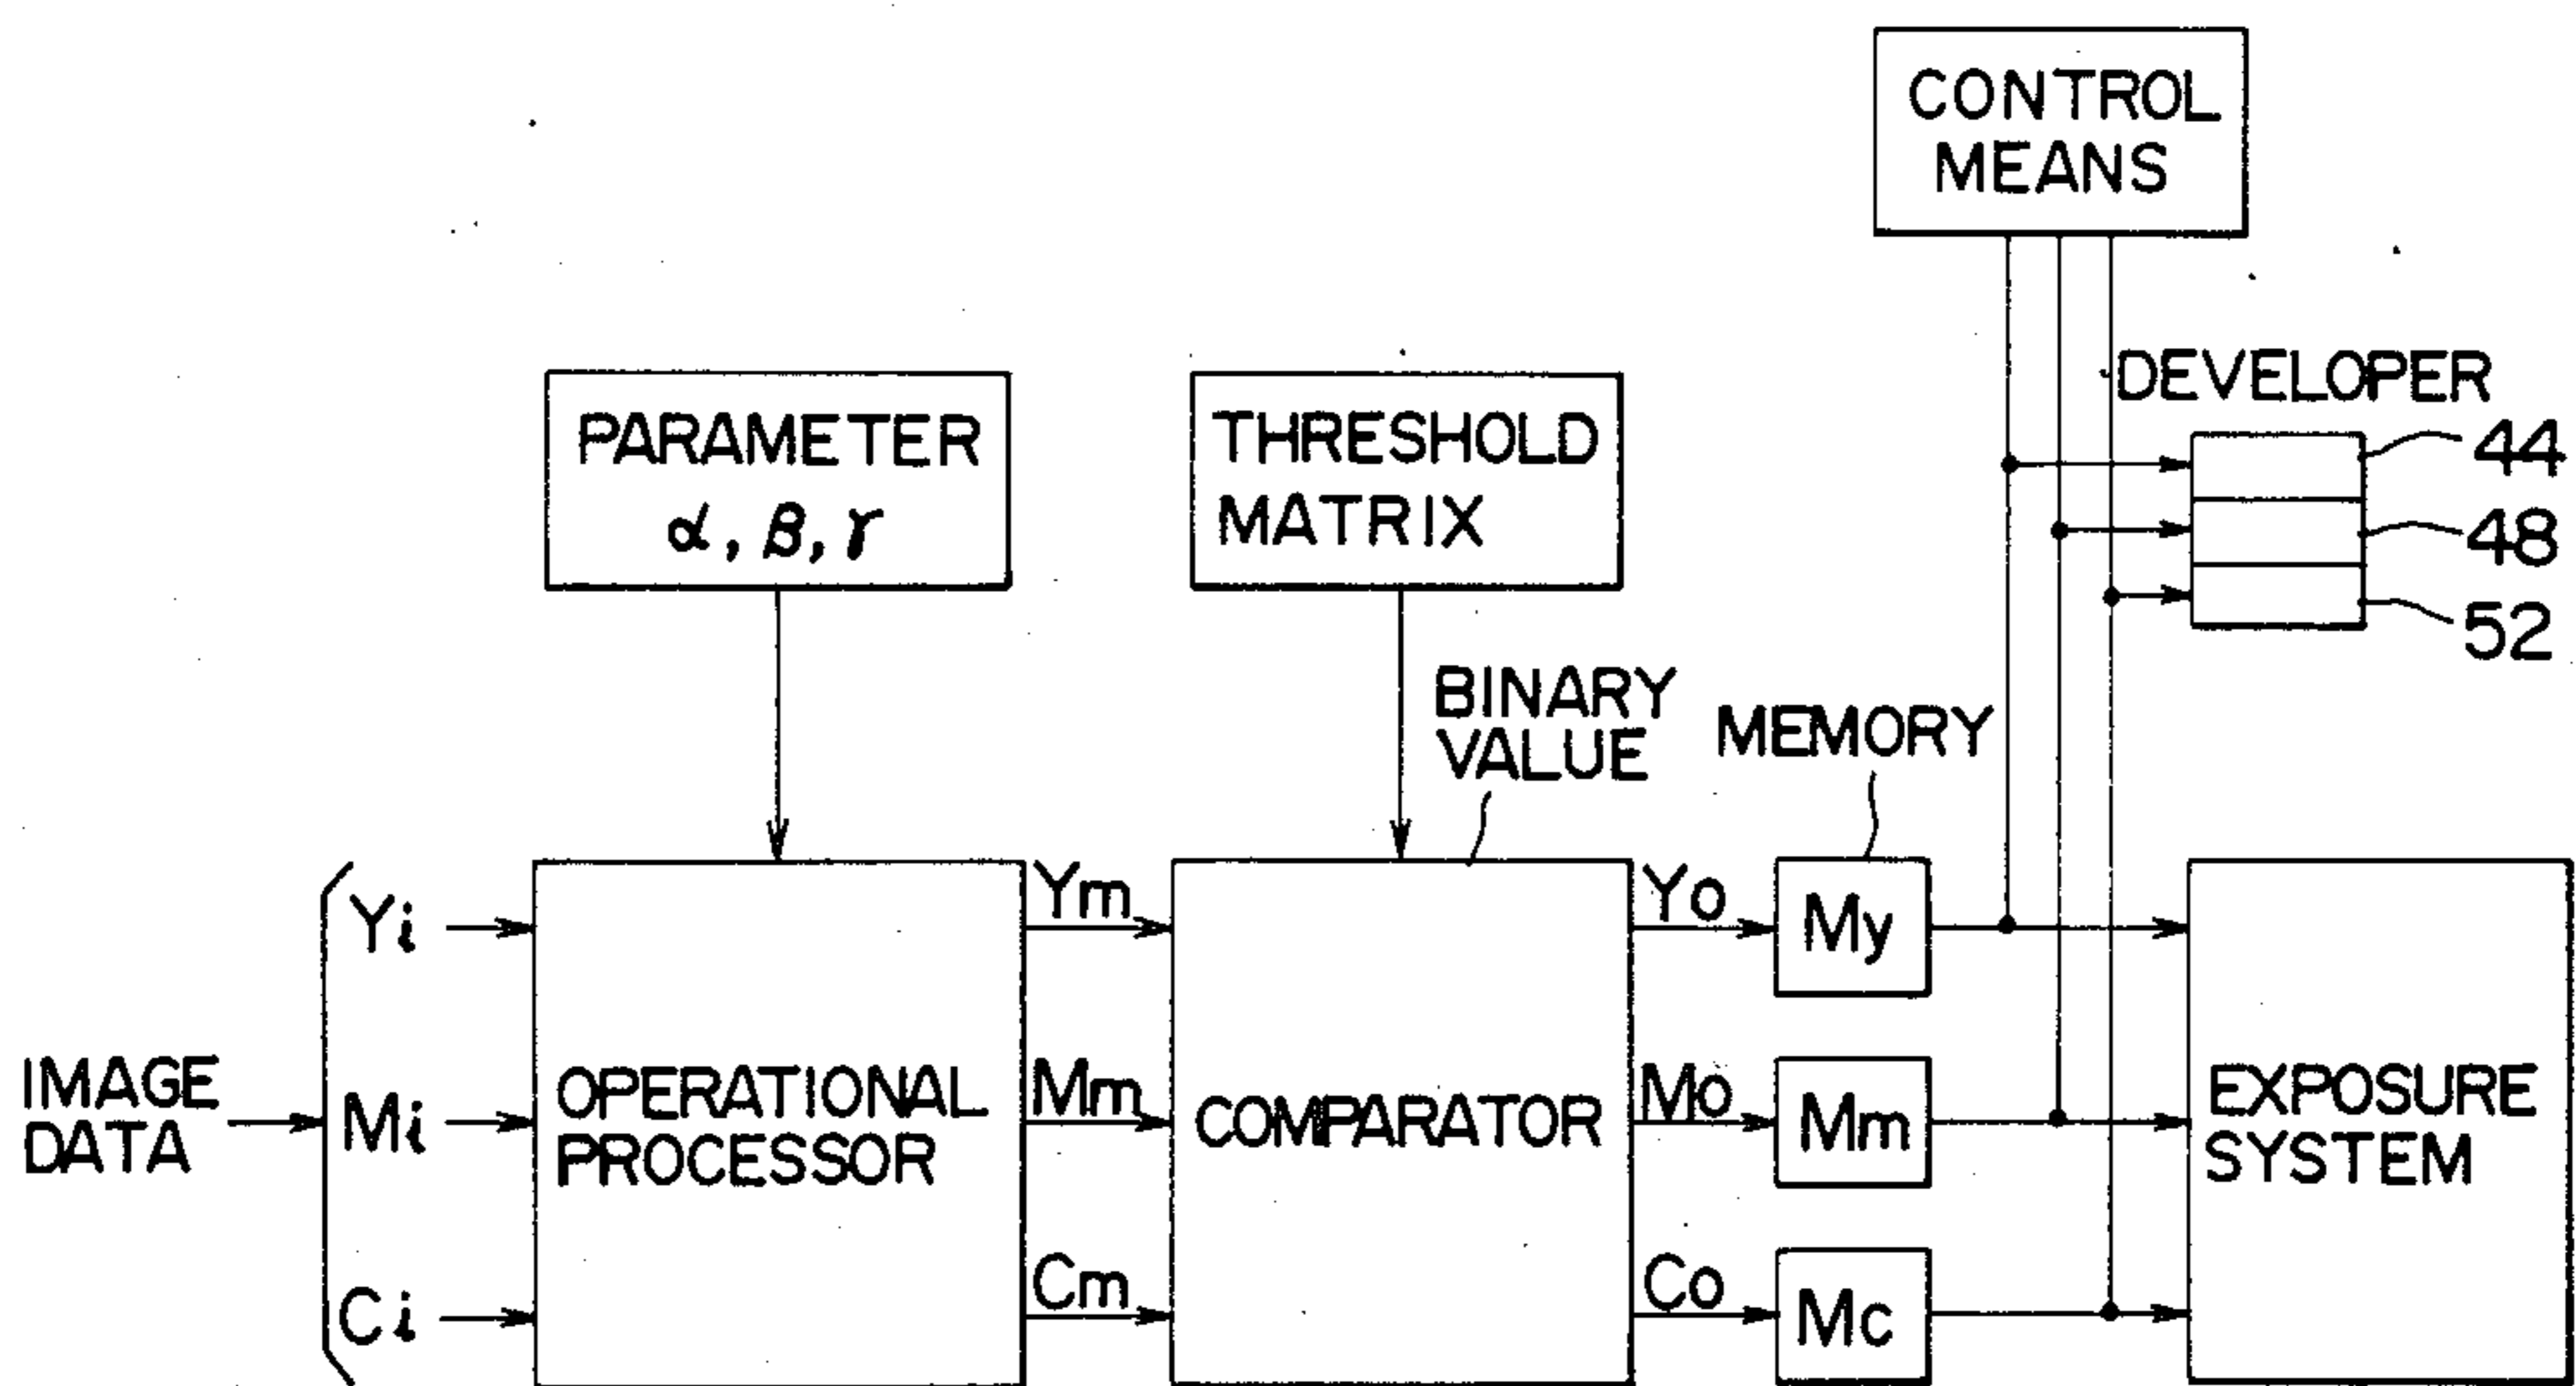 CONTROL
MEANS
DEVELOPER
44
48
52
PARAMETER
α, β, γ
THRESHOLD
MATRIX
BINARY
VALUE
MEMORY
IMAGE
DATA
Yi
Mi
Ci
OPERATIONAL
PROCESSOR
Ym
Mm
Cm
COMPARATOR
Yo
Mo
Co
My
Mm
Mc
EXPOSURE
SYSTEM